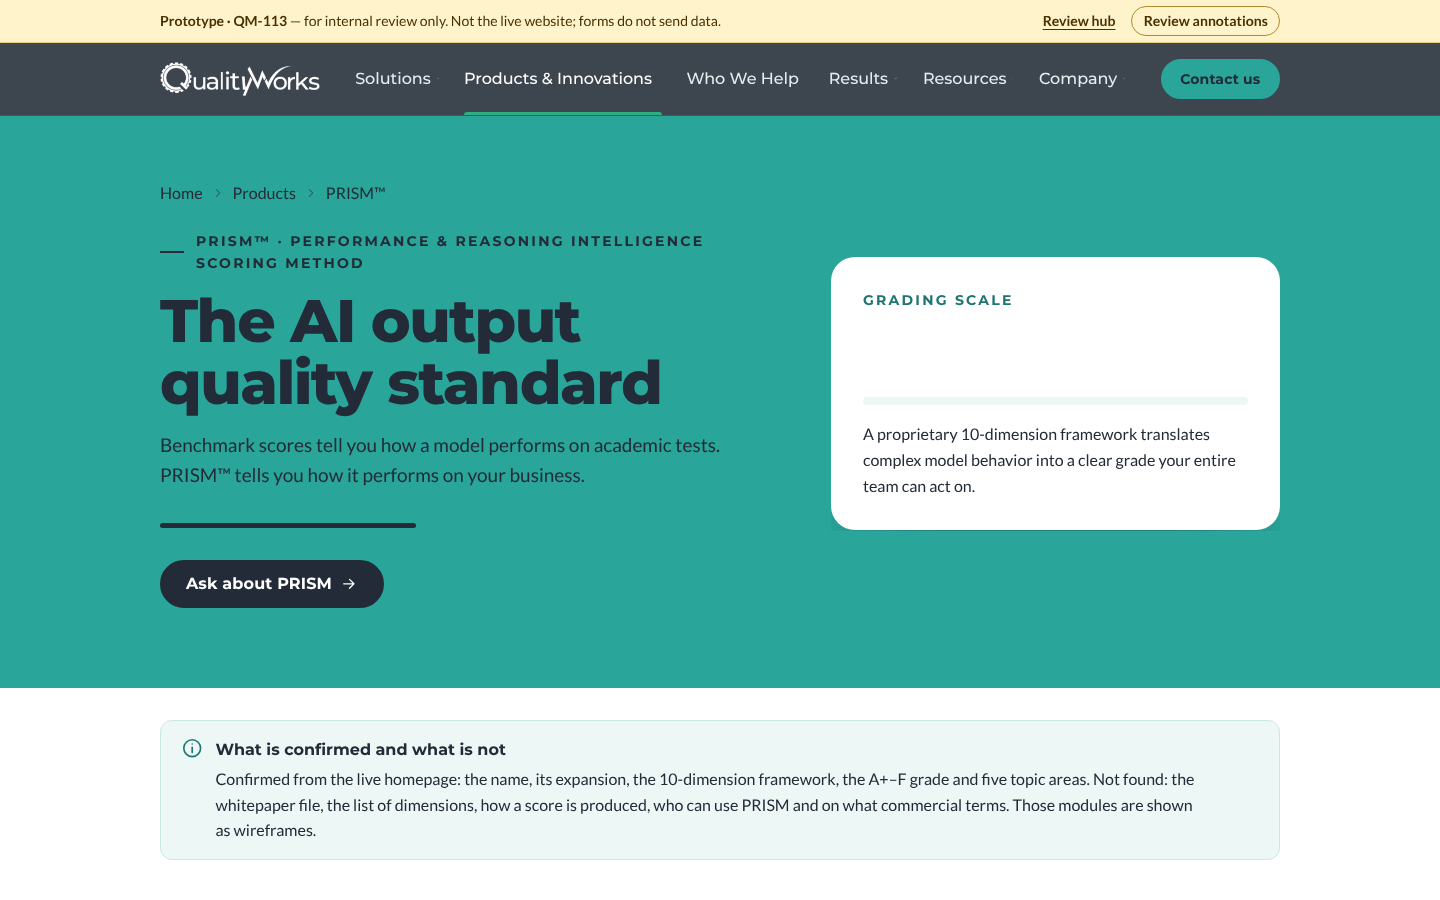 Prototype · QM-113 — for internal review only. Not the live website; forms do not send data.
Review hub
Review annotations
QualityWorks
Solutions
Products & Innovations
Who We Help
Results
Resources
Company
Contact us
Home
Products
PRISM™
PRISM™ · PERFORMANCE & REASONING INTELLIGENCE
SCORING METHOD
The AI output
quality standard
Benchmark scores tell you how a model performs on academic tests.
PRISM™ tells you how it performs on your business.
Ask about PRISM
GRADING SCALE
A proprietary 10-dimension framework translates
complex model behavior into a clear grade your entire
team can act on.
What is confirmed and what is not
Confirmed from the live homepage: the name, its expansion, the 10-dimension framework, the A+–F grade and five topic areas. Not found: the
whitepaper file, the list of dimensions, how a score is produced, who can use PRISM and on what commercial terms. Those modules are shown
as wireframes.